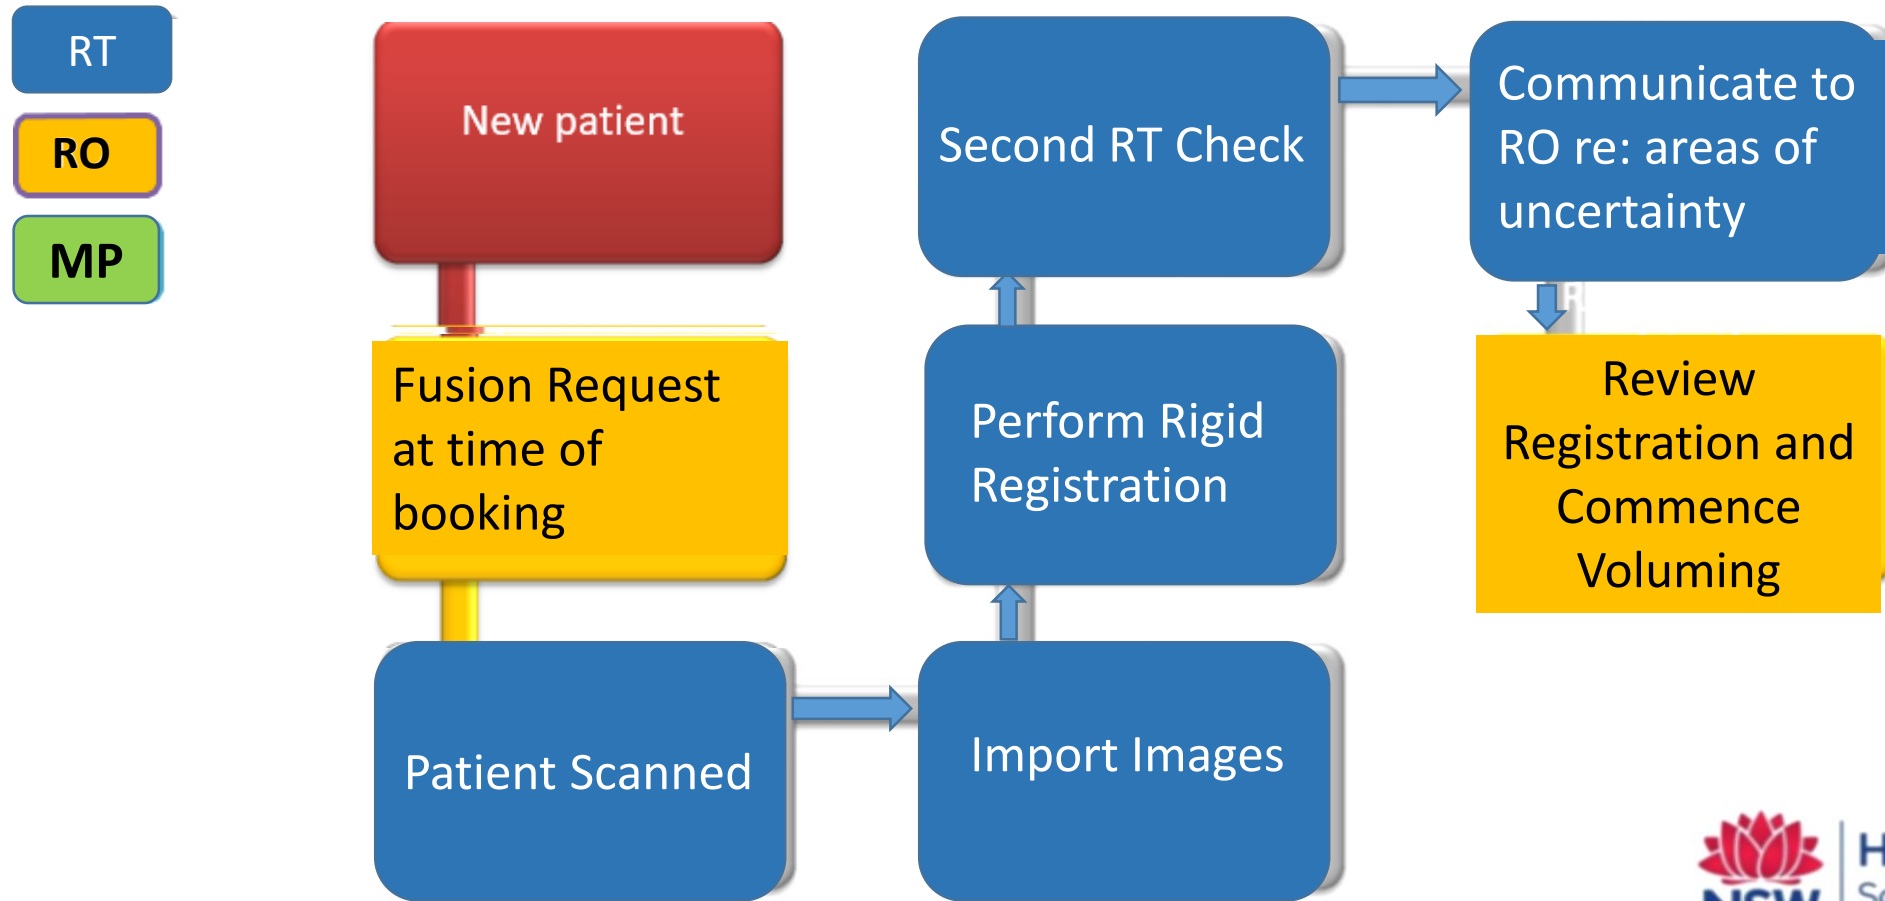 RT
RO
MP
New patient
Fusion Request
at time of
booking
Patient Scanned
Import Images
Perform Rigid
Registration
Second RT Check
Communicate to
RO re: areas of
uncertainty
Review
Registration and
Commence
Voluming
NSW